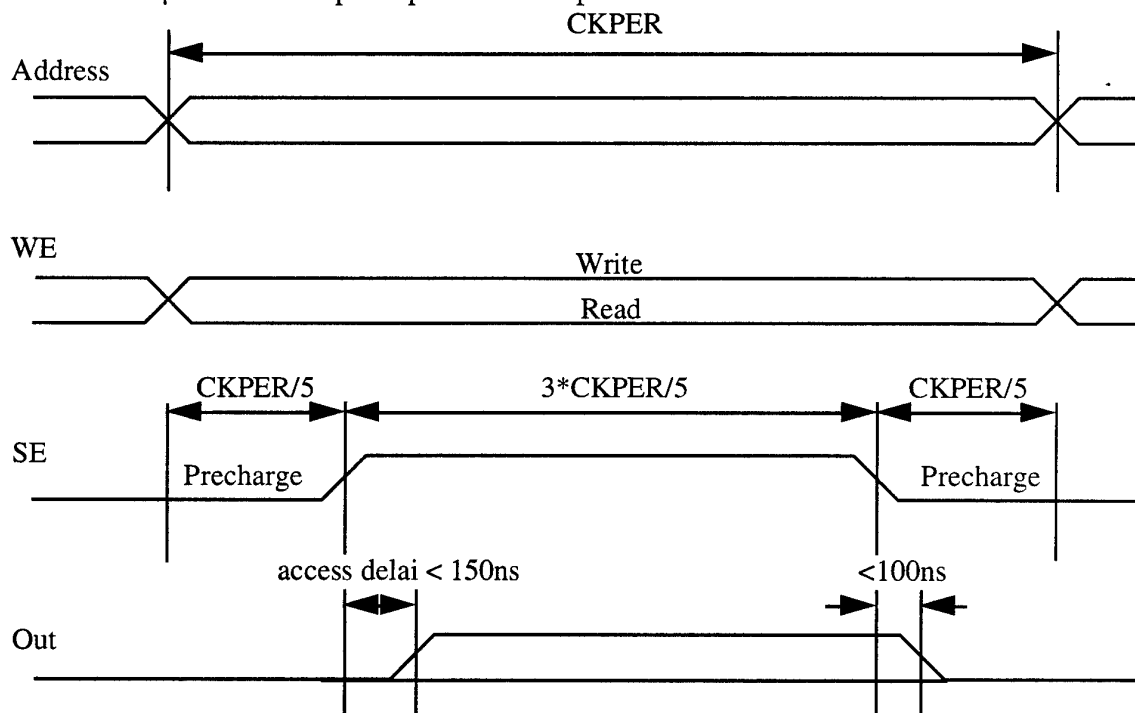 CKPER
Address
WE
Write
Read
CKPER/5 3*CKPER/5 CKPER/5
SE
Precharge Precharge
access delai < 150ns <100ns
Out